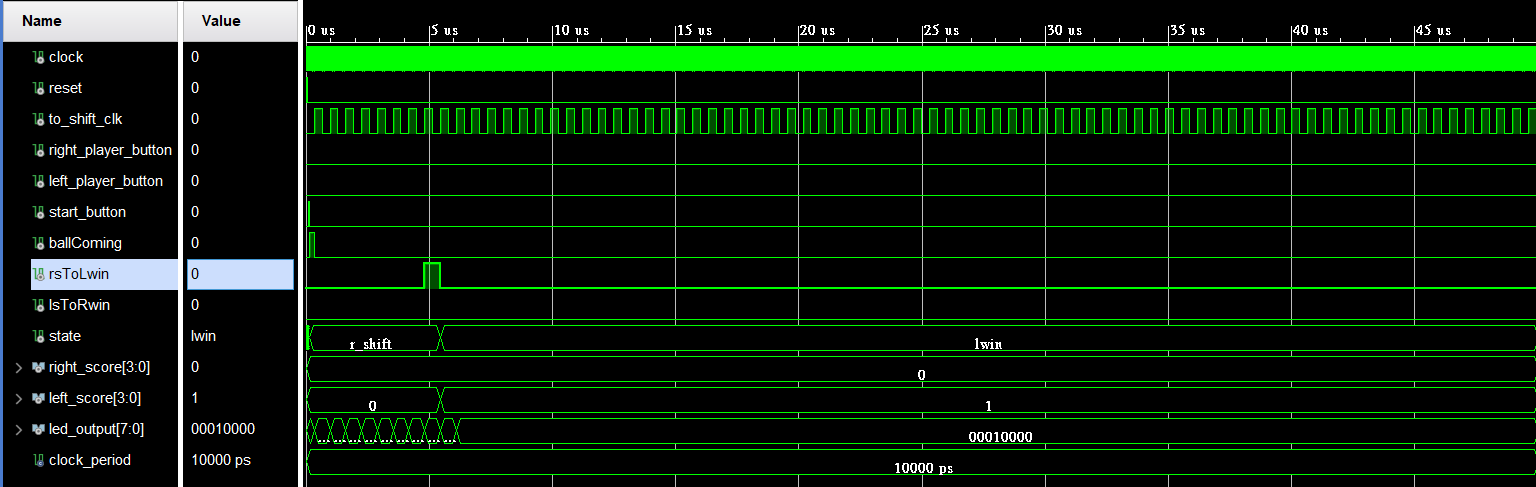 Name Value
0 us 5 us 10 us 15 us 20 us 25 us 30 us 35 us 40 us 45 us
clock 0
reset 0
to_shift_clk 0
right_player_button 0
left_player_button 0
start_button 0
ballComing 0
rsToLwin 0
lsToRwin 0
state lwin r_shift lwin
right_score[3:0] 0 0
left_score[3:0] 1 0 1
led_output[7:0] 00010000 00010000
clock_period 10000 ps 10000 ps